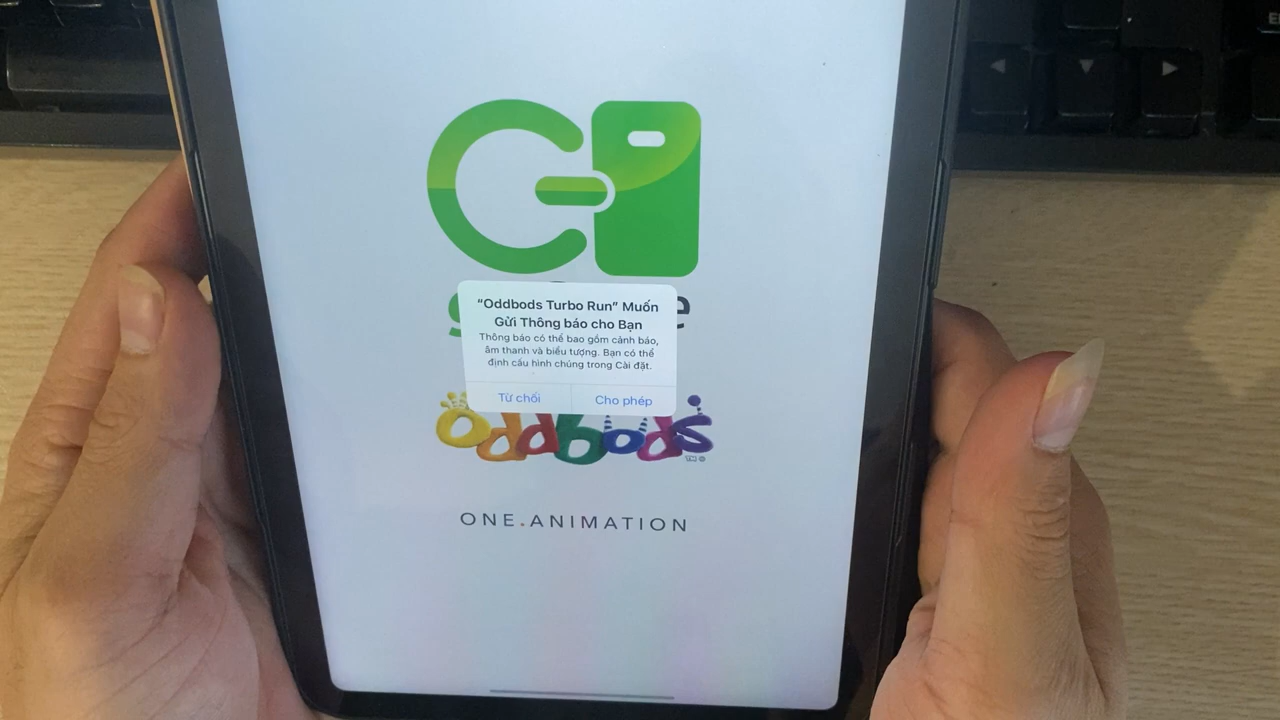 “Oddbods Turbo Run” Muốn
Gửi Thông báo cho Bạn
Thông báo có thể bao gồm cảnh báo,
âm thanh và biểu tượng. Bạn có thể
định cấu hình chúng trong Cài đặt.
Từ chối
Cho phép
oddbods
ONE.ANIMATION